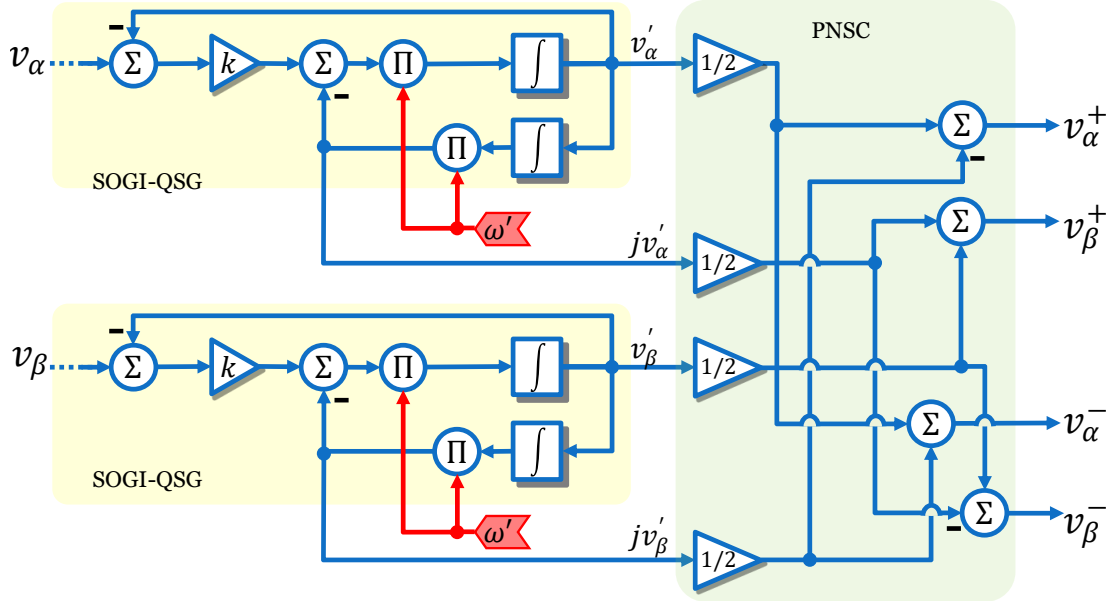 PNSC
v_α
Σ
k
Σ
Π
∫
v′_α
1/2
Π
∫
Σ
v_α^+
SOGI-QSG
ω′
jv′_α
1/2
Σ
v_β^+
v_β
Σ
k
Σ
Π
∫
v′_β
1/2
Π
∫
Σ
v_α^−
SOGI-QSG
ω′
Σ
v_β^−
jv′_β
1/2